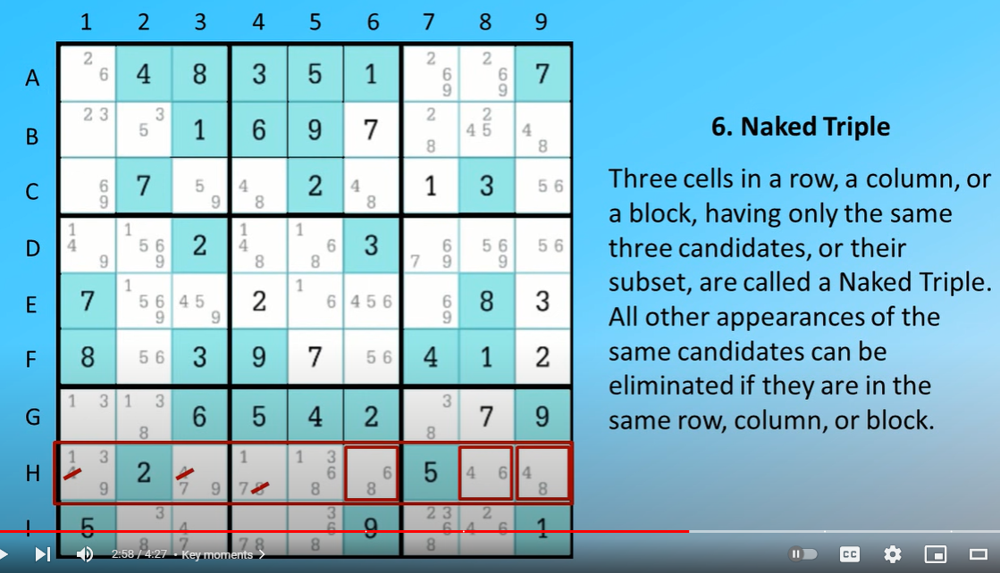 1 2 3 4 5 6 7 8 9
A 2 6 4 8 3 5 1 2 6 9 2 6 9 7
B 2 3 3 5 1 6 9 7 2 8 2 4 5 4 8
C 6 9 7 5 9 4 8 2 4 8 1 3 5 6
D 1 4 9 1 5 6 9 2 1 4 8 1 6 8 3 6 7 9 5 6 9 5 6
E 7 1 5 6 9 4 5 9 2 1 6 4 5 6 6 9 8 3
F 8 5 6 3 9 7 5 6 4 1 2
G 1 3 1 3 8 6 5 4 2 3 8 7 9
H 1 3 4 9 2 4 7 9 1 7 8 1 3 6 8 6 8 5 4 6 4 8
I 5 3 8 4 7 7 8 3 6 8 9 2 3 6 8 2 4 6 1
6. Naked Triple
Three cells in a row, a column, or
a block, having only the same
three candidates, or their
subset, are called a Naked Triple.
All other appearances of the
same candidates can be
eliminated if they are in the
same row, column, or block.
2:58 / 4:27 • Key moments >
CC